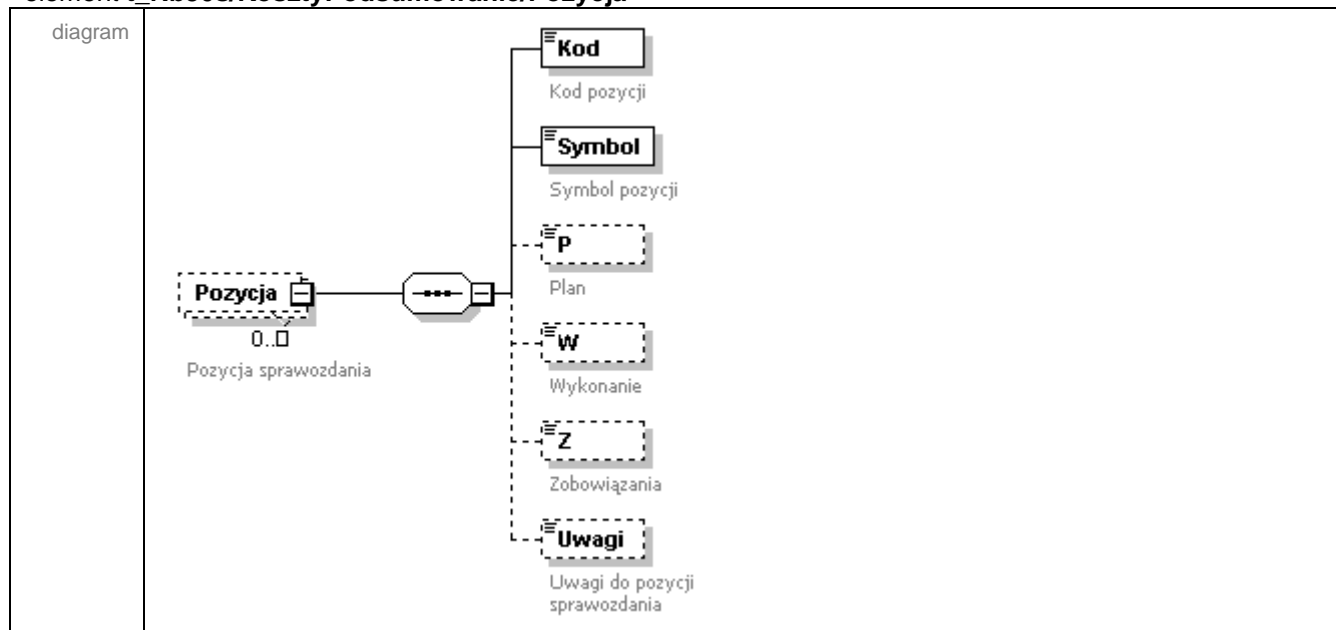 diagram
Kod
Kod pozycji
Symbol
Symbol pozycji
P
Plan
Pozycja
0..
Pozycja sprawozdania
W
Wykonanie
Z
Zobowiązania
Uwagi
Uwagi do pozycji
sprawozdania